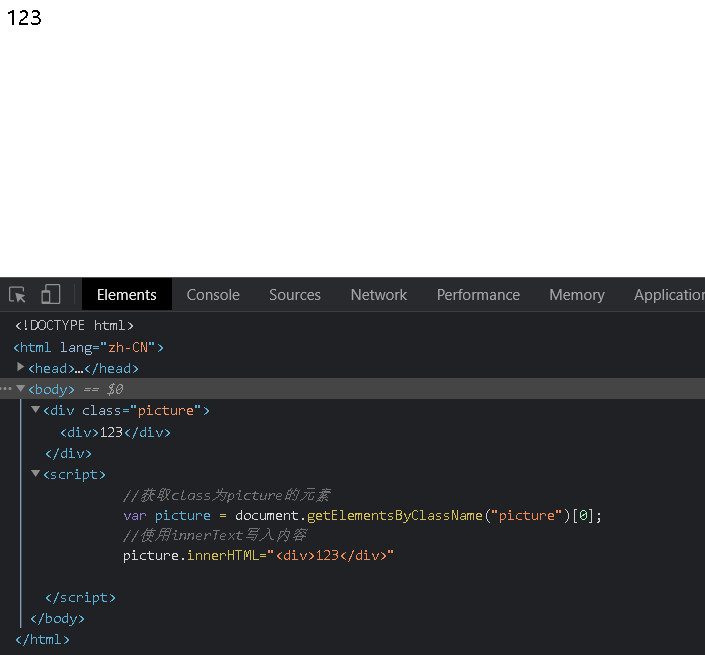 123
Elements Console Sources Network Performance Memory Application
<!DOCTYPE html>
<html lang="zh-CN">
<head>…</head>
<body> == $0
<div class="picture">
<div>123</div>
</div>
<script>
//获取class为picture的元素
var picture = document.getElementsByClassName("picture")[0];
//使用innerText写入内容
picture.innerHTML="<div>123</div>"
</script>
</body>
</html>